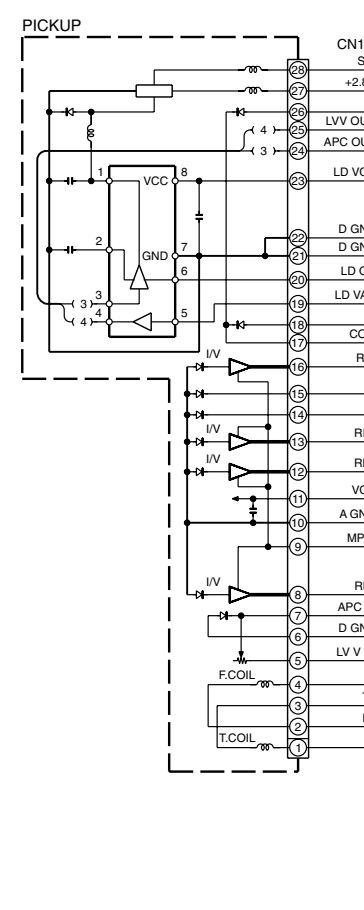 PICKUP
CN1
S
28
+2.8
27
26
LVV OU
4
25
APC OU
3
24
1
VCC
8
LD VC
23
D GN
22
2
7
GND
D GN
21
6
LD
20
LD VA
19
3
3
4
4
5
18
CO
17
I/V
R
16
15
14
I/V
RI
13
I/V
RI
12
VC
11
A GN
10
MP
9
I/V
RI
8
APC
7
D GN
6
LV V
5
F.COIL
4
3
2
T.COIL
1